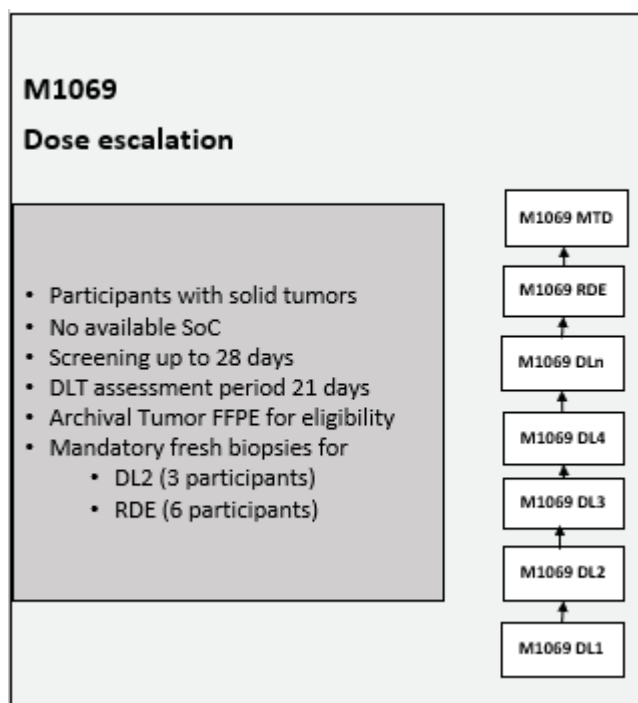 M1069
Dose escalation
• Participants with solid tumors
• No available SoC
• Screening up to 28 days
• DLT assessment period 21 days
• Archival Tumor FFPE for eligibility
• Mandatory fresh biopsies for
• DL2 (3 participants)
• RDE (6 participants)
M1069 MTD
M1069 RDE
M1069 DLn
M1069 DL4
M1069 DL3
M1069 DL2
M1069 DL1